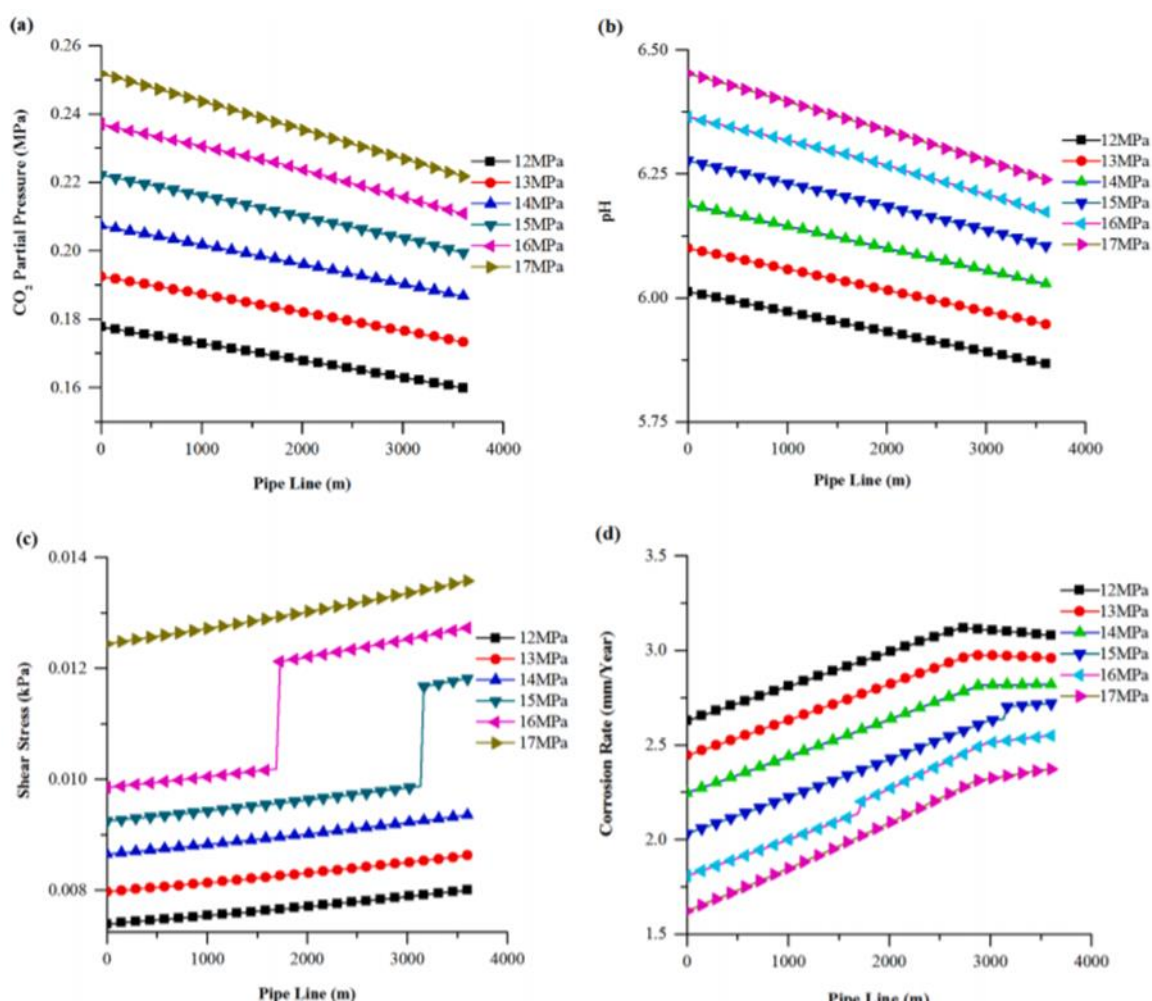 (a)
0.26
0.24
0.22
0.20
0.18
0.16
CO2 Partial Pressure (MPa)
0 1000 2000 3000 4000
Pipe Line (m)
12MPa
13MPa
14MPa
15MPa
16MPa
17MPa
(b)
6.50
6.25
6.00
5.75
pH
0 1000 2000 3000 4000
Pipe Line (m)
12MPa
13MPa
14MPa
15MPa
16MPa
17MPa
(c)
0.014
0.012
0.010
0.008
Shear Stress (kPa)
0 1000 2000 3000 4000
Pipe Line (m)
12MPa
13MPa
14MPa
15MPa
16MPa
17MPa
(d)
3.5
3.0
2.5
2.0
1.5
Corrosion Rate (mm/Year)
0 1000 2000 3000 4000
Pipe Line (m)
12MPa
13MPa
14MPa
15MPa
16MPa
17MPa